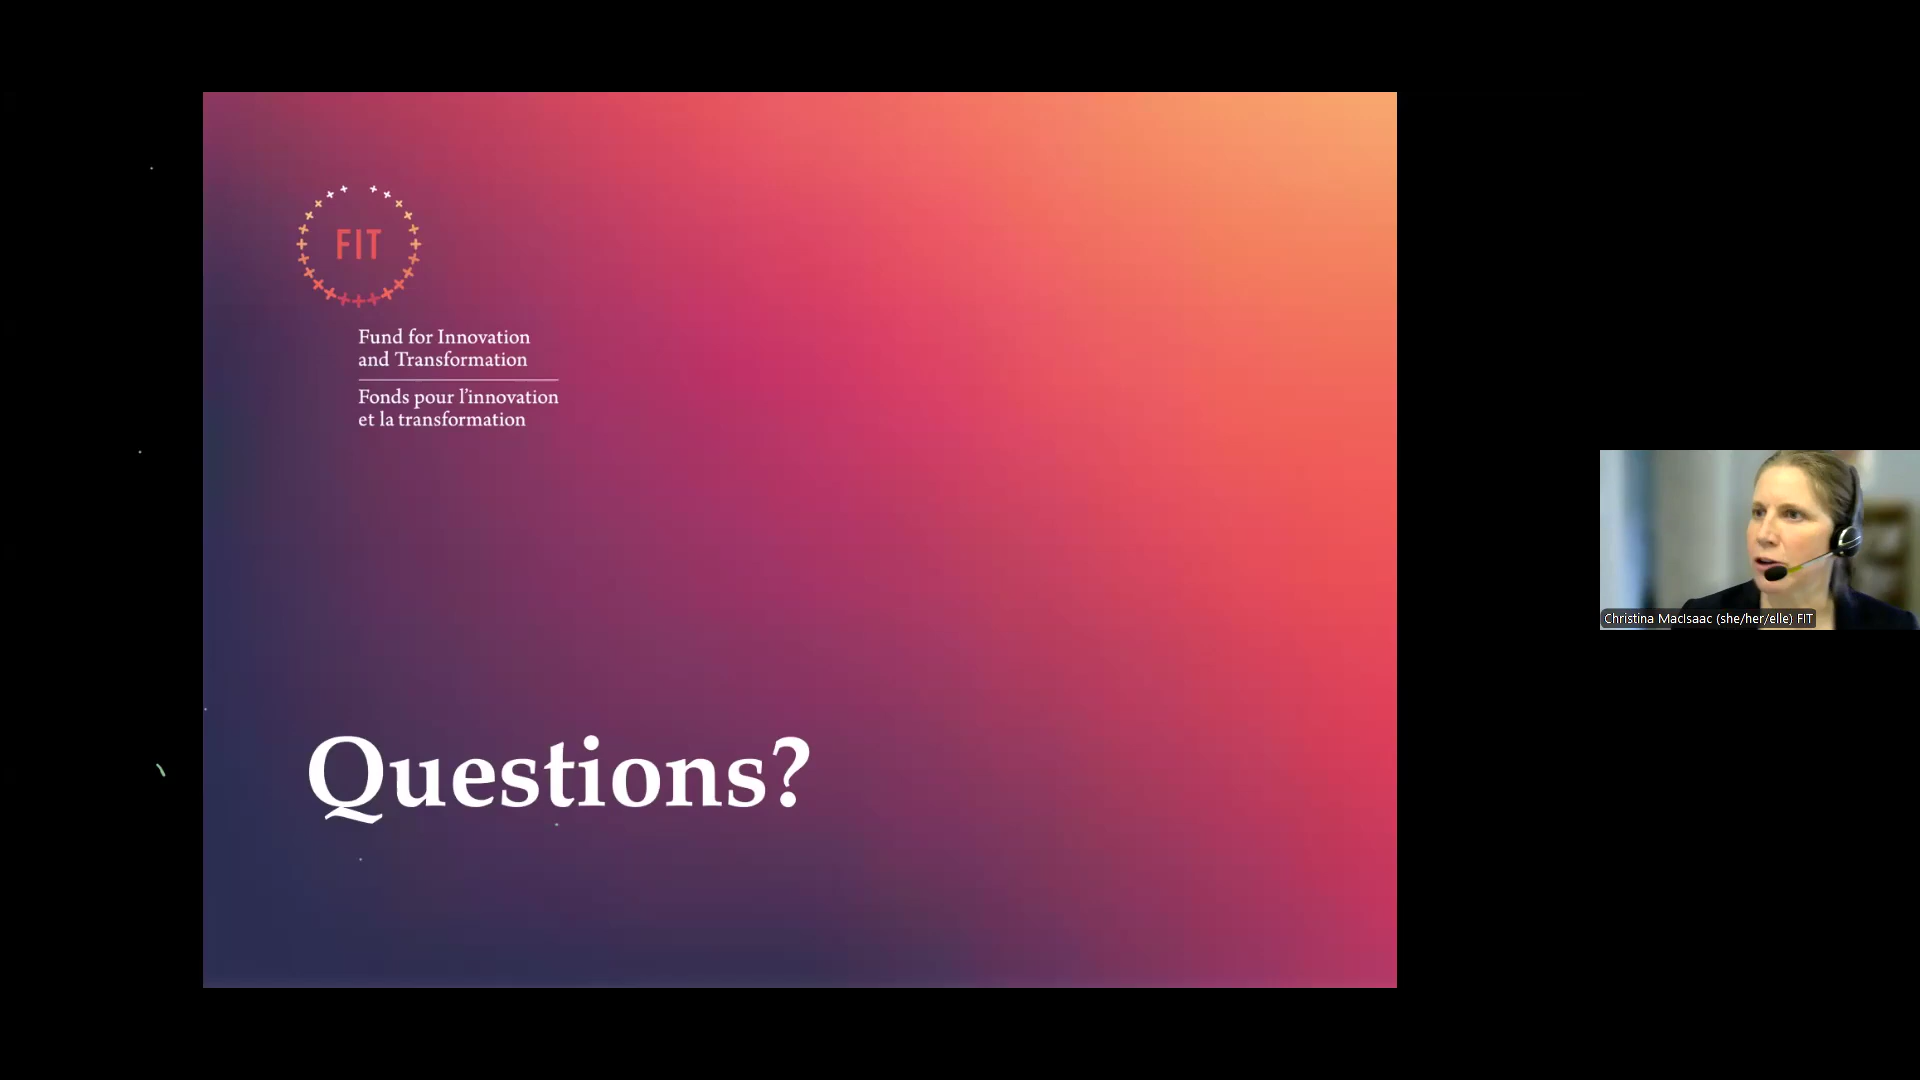 FIT
Fund for Innovation
and Transformation
Fonds pour l'innovation
et la transformation
Questions?
Christina MacIsaac (she/her/elle) FIT